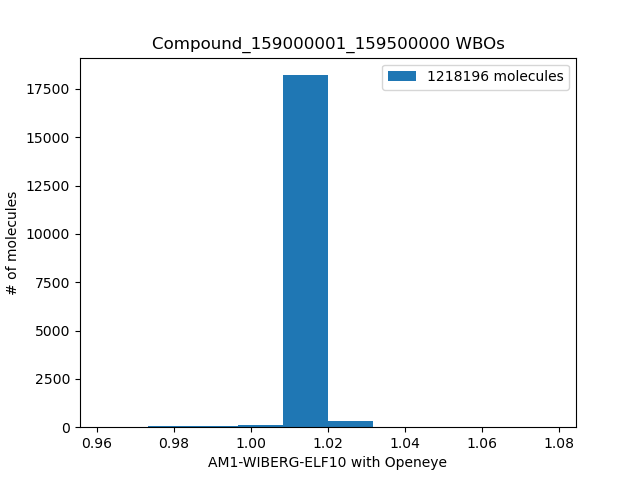 Compound_159000001_159500000 WBOs
1218196 molecules
# of molecules
17500
15000
12500
10000
7500
5000
2500
0
0.96 0.98 1.00 1.02 1.04 1.06 1.08
AM1-WIBERG-ELF10 with Openeye